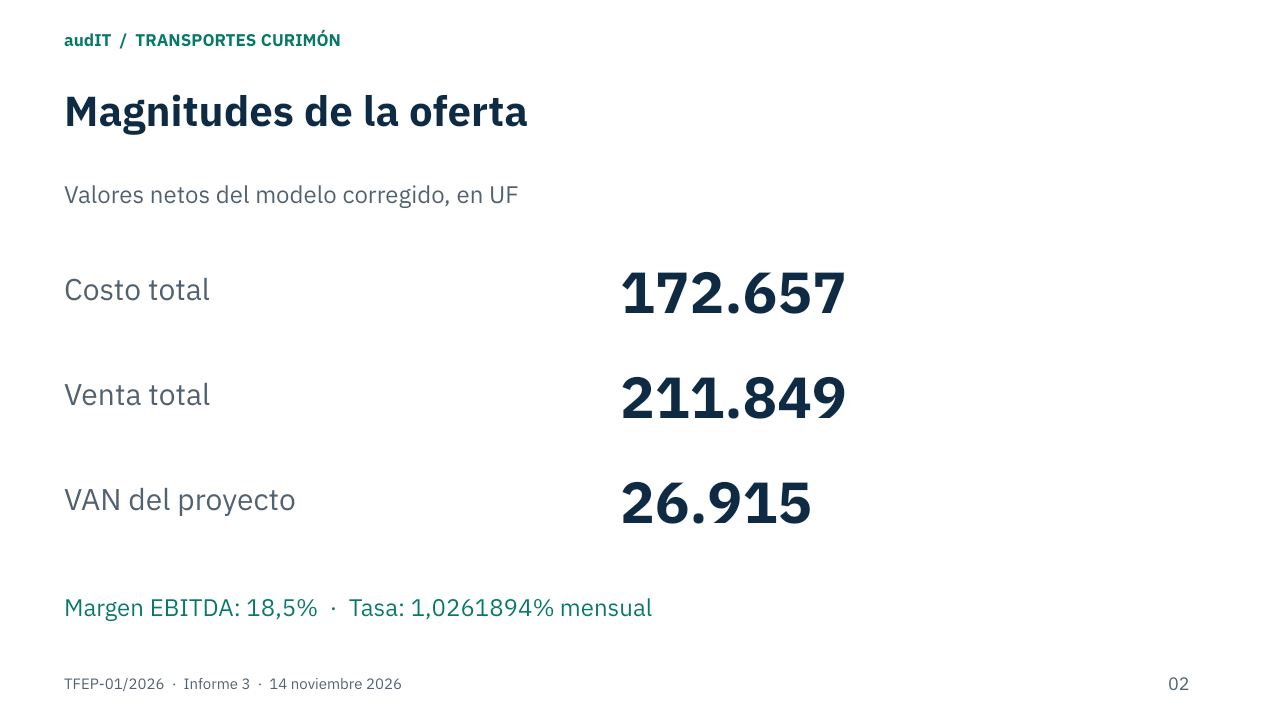 audIT / TRANSPORTES CURIMÓN
Magnitudes de la oferta
Valores netos del modelo corregido, en UF
Costo total 172.657
Venta total 211.849
VAN del proyecto 26.915
Margen EBITDA: 18,5% · Tasa: 1,0261894% mensual
TFEP-01/2026 · Informe 3 · 14 noviembre 2026 02